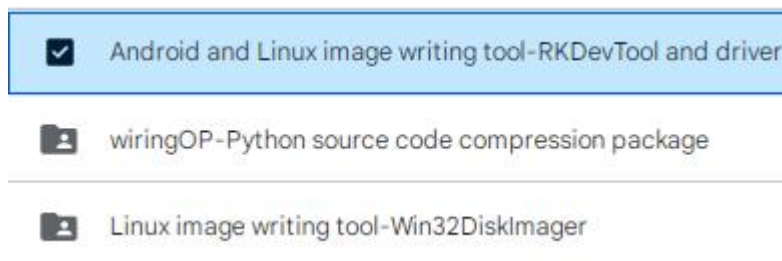 Android and Linux image writing tool-RKDevTool and driver
wiringOP-Python source code compression package
Linux image writing tool-Win32DiskImager